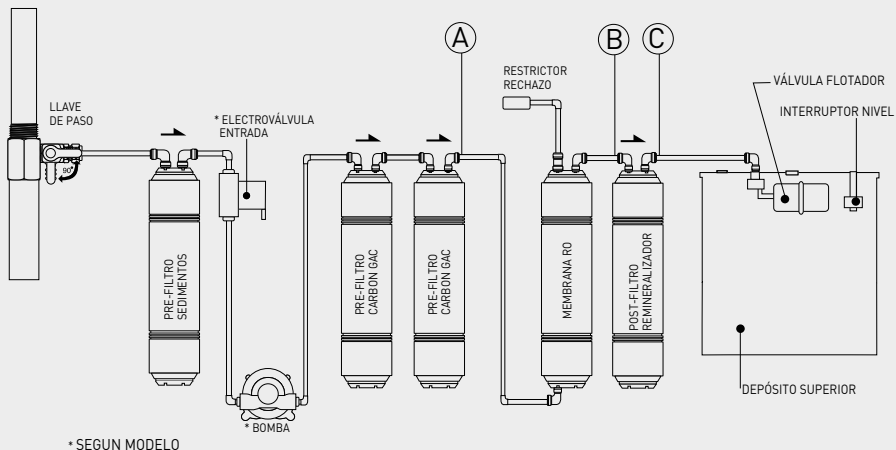 A
B
C
RESTRICTOR
RECHAZO
VÁLVULA FLOTADOR
LLAVE
DE PASO
* ELECTROVÁLVULA
ENTRADA
INTERRUPTOR NIVEL
90°
PRE-FILTRO
SEDIMENTOS
PRE-FILTRO
CARBON GAC
PRE-FILTRO
CARBON GAC
MEMBRANA RO
POST-FILTRO
REMINERALIZADOR
DEPÓSITO SUPERIOR
* BOMBA
* SEGUN MODELO